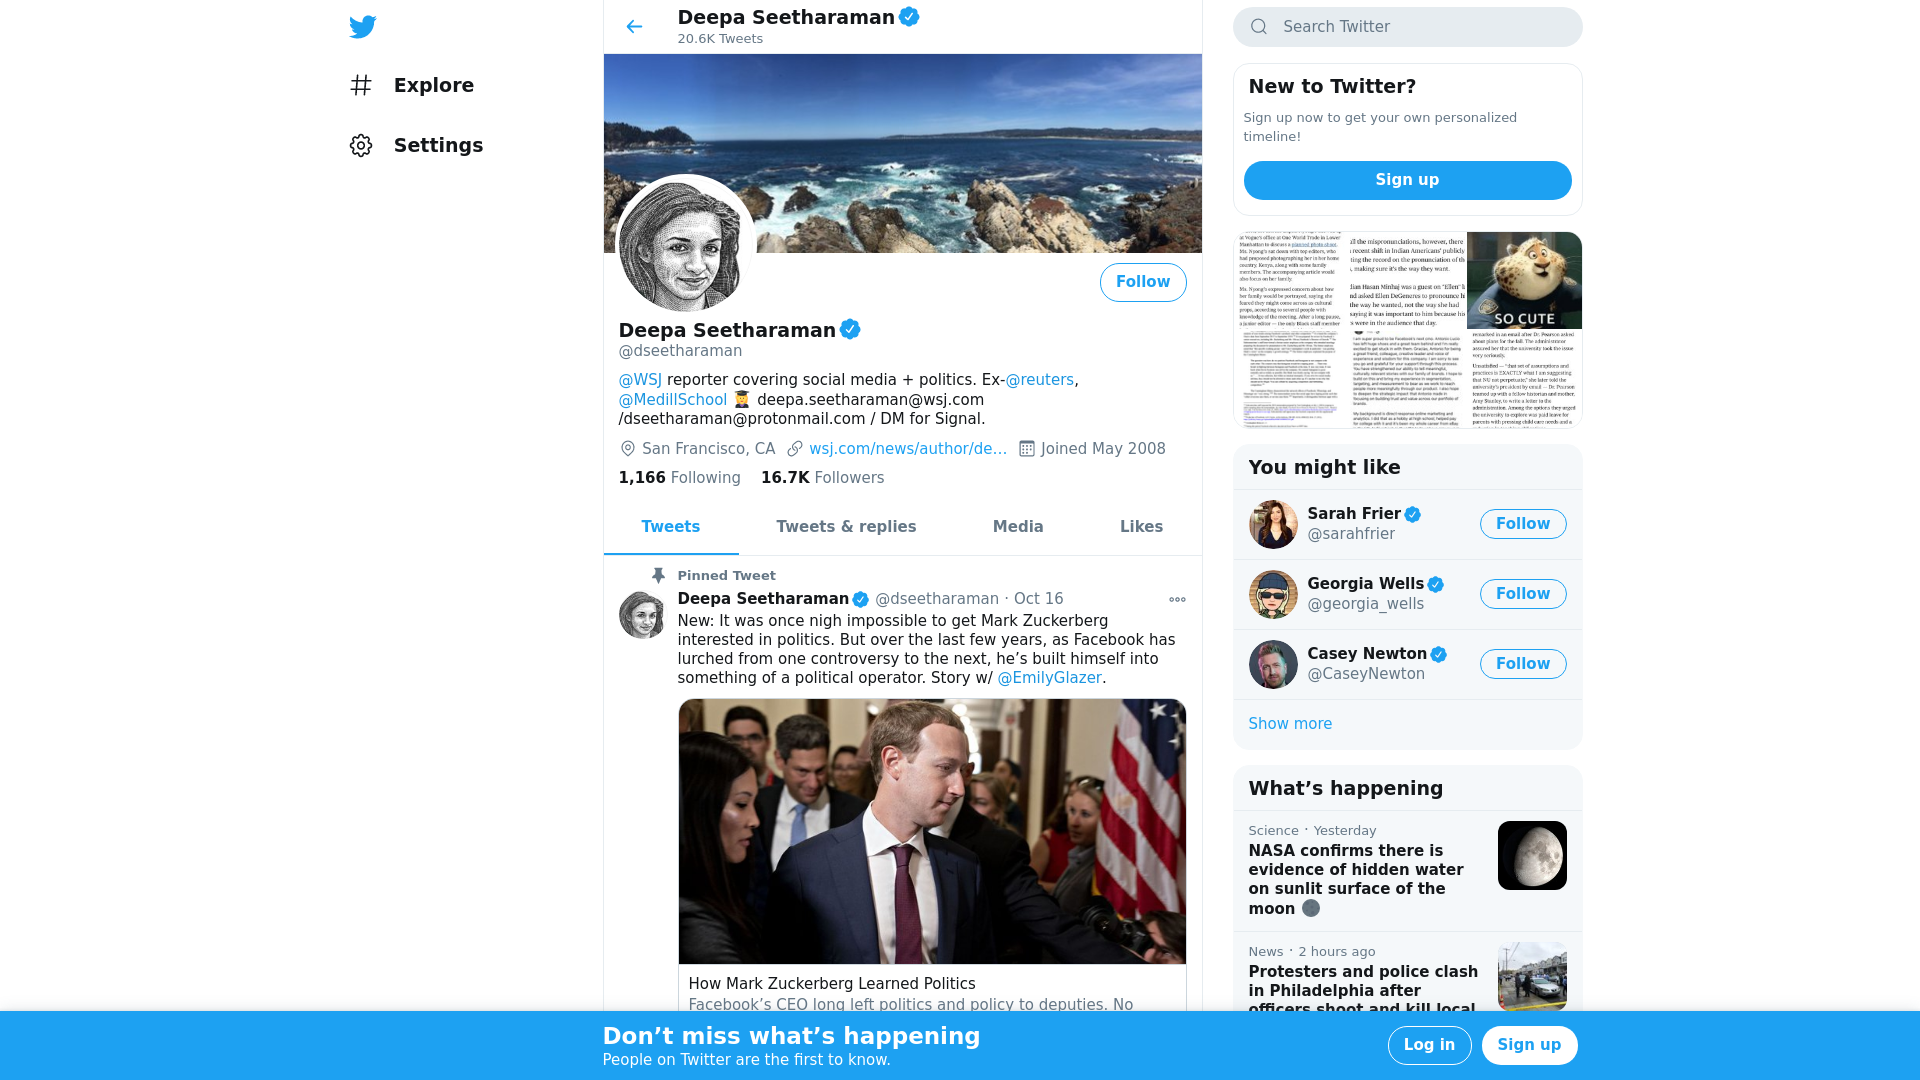 Explore
Settings
Deepa Seetharaman
20.6K Tweets
Follow
Deepa Seetharaman
@dseetharaman
@WSJ reporter covering social media + politics. Ex-@reuters,
@MedillSchool 👩‍🎓 deepa.seetharaman@wsj.com
/dseetharaman@protonmail.com / DM for Signal.
San Francisco, CA wsj.com/news/author/de… Joined May 2008
1,166 Following 16.7K Followers
Tweets Tweets & replies Media Likes
Pinned Tweet
Deepa Seetharaman @dseetharaman · Oct 16
New: It was once nigh impossible to get Mark Zuckerberg
interested in politics. But over the last few years, as Facebook has
lurched from one controversy to the next, he’s built himself into
something of a political operator. Story w/ @EmilyGlazer.
How Mark Zuckerberg Learned Politics
Facebook’s CEO long left politics and policy to deputies. No
Search Twitter
New to Twitter?
Sign up now to get your own personalized
timeline!
Sign up
SO CUTE
You might like
Sarah Frier
@sarahfrier
Follow
Georgia Wells
@georgia_wells
Follow
Casey Newton
@CaseyNewton
Follow
Show more
What’s happening
Science · Yesterday
NASA confirms there is
evidence of hidden water
on sunlit surface of the
moon 🌑
News · 2 hours ago
Protesters and police clash
in Philadelphia after
officers shoot and kill local
Don’t miss what’s happening
People on Twitter are the first to know.
Log in
Sign up